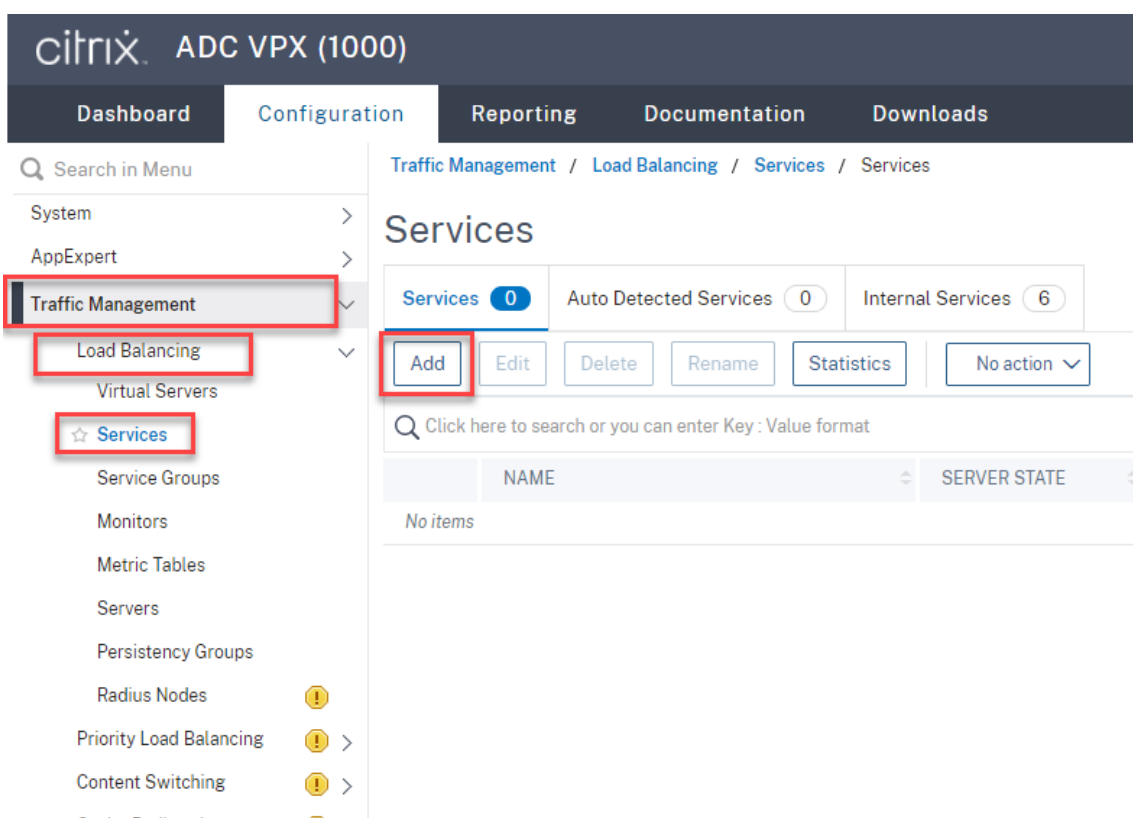 citrix. ADC VPX (1000)
Dashboard Configuration Reporting Documentation Downloads
Search in Menu
System
AppExpert
Traffic Management
Load Balancing
Virtual Servers
Services
Service Groups
Monitors
Metric Tables
Servers
Persistency Groups
Radius Nodes
Priority Load Balancing
Content Switching
Traffic Management / Load Balancing / Services / Services
Services
Services 0 Auto Detected Services 0 Internal Services 6
Add Edit Delete Rename Statistics No action
Click here to search or you can enter Key : Value format
NAME SERVER STATE
No items